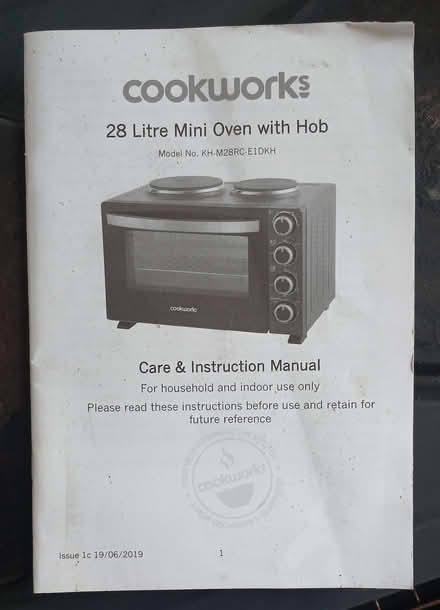 cookworks
28 Litre Mini Oven with Hob
Model No. KH-M28RC-E1DKH
cookworks
Care & Instruction Manual
For household and indoor use only
Please read these instructions before use and retain for
future reference
cookworks
Issue 1c 19/06/2019
1